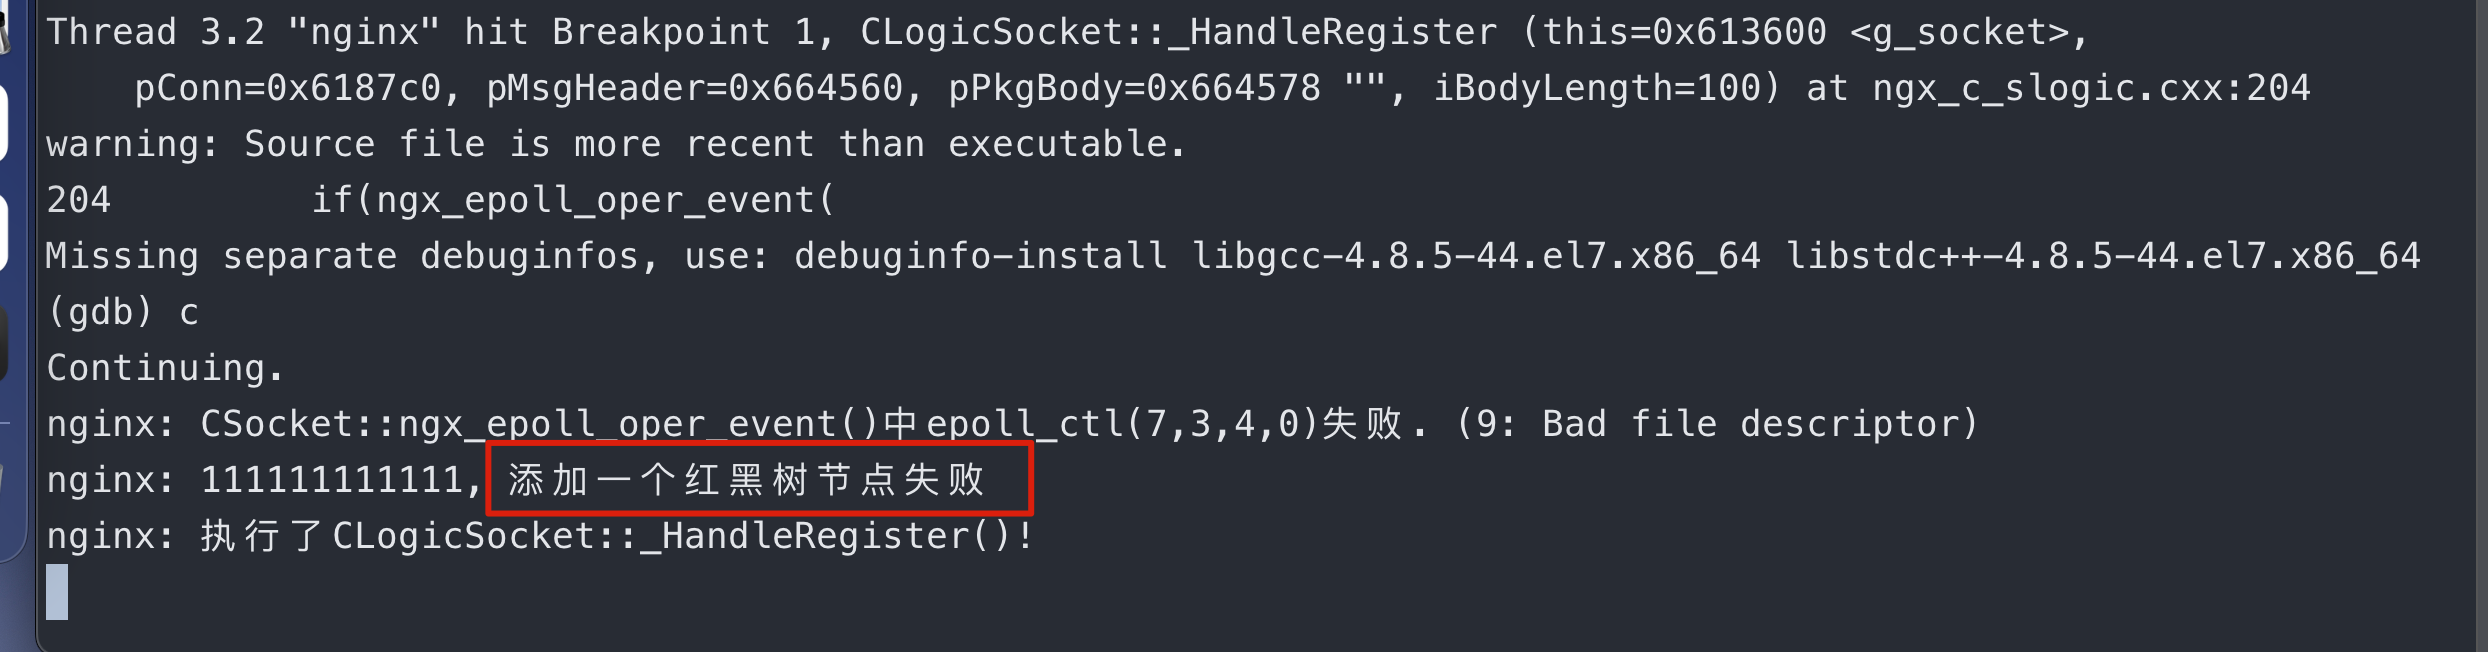 Thread 3.2 "nginx" hit Breakpoint 1, CLogicSocket::_HandleRegister (this=0x613600 <g_socket>,
    pConn=0x6187c0, pMsgHeader=0x664560, pPkgBody=0x664578 "", iBodyLength=100) at ngx_c_slogic.cxx:204
warning: Source file is more recent than executable.
204         if(ngx_epoll_oper_event(
Missing separate debuginfos, use: debuginfo-install libgcc-4.8.5-44.el7.x86_64 libstdc++-4.8.5-44.el7.x86_64
(gdb) c
Continuing.
nginx: CSocket::ngx_epoll_oper_event()中epoll_ctl(7,3,4,0)失败. (9: Bad file descriptor)
nginx: 111111111111, 添加一个红黑树节点失败
nginx: 执行了CLogicSocket::_HandleRegister()!